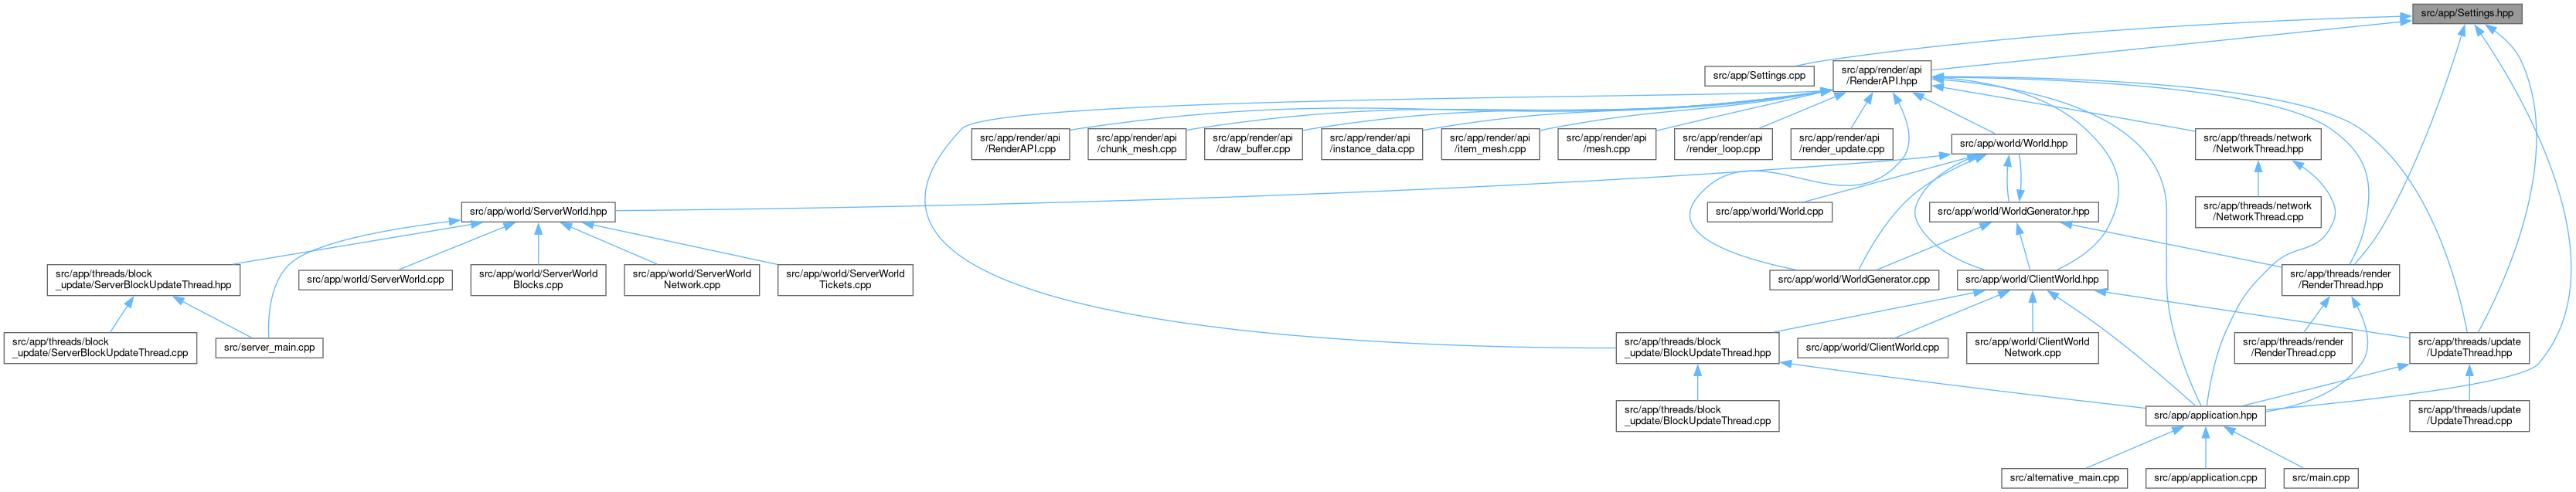 src/app/Settings.hpp
src/app/Settings.cpp
src/app/render/api
/RenderAPI.hpp
src/app/render/api
/RenderAPI.cpp
src/app/render/api
/chunk_mesh.cpp
src/app/render/api
/draw_buffer.cpp
src/app/render/api
/instance_data.cpp
src/app/render/api
/item_mesh.cpp
src/app/render/api
/mesh.cpp
src/app/render/api
/render_loop.cpp
src/app/render/api
/render_update.cpp
src/app/world/World.hpp
src/app/threads/network
/NetworkThread.hpp
src/app/world/ServerWorld.hpp
src/app/world/World.cpp
src/app/world/WorldGenerator.hpp
src/app/threads/network
/NetworkThread.cpp
src/app/threads/block
_update/ServerBlockUpdateThread.hpp
src/app/world/ServerWorld.cpp
src/app/world/ServerWorld
Blocks.cpp
src/app/world/ServerWorld
Network.cpp
src/app/world/ServerWorld
Tickets.cpp
src/app/world/WorldGenerator.cpp
src/app/world/ClientWorld.hpp
src/app/threads/render
/RenderThread.hpp
src/app/threads/block
_update/ServerBlockUpdateThread.cpp
src/server_main.cpp
src/app/threads/block
_update/BlockUpdateThread.hpp
src/app/world/ClientWorld.cpp
src/app/world/ClientWorld
Network.cpp
src/app/threads/render
/RenderThread.cpp
src/app/threads/update
/UpdateThread.hpp
src/app/threads/block
_update/BlockUpdateThread.cpp
src/app/application.hpp
src/app/threads/update
/UpdateThread.cpp
src/alternative_main.cpp
src/app/application.cpp
src/main.cpp